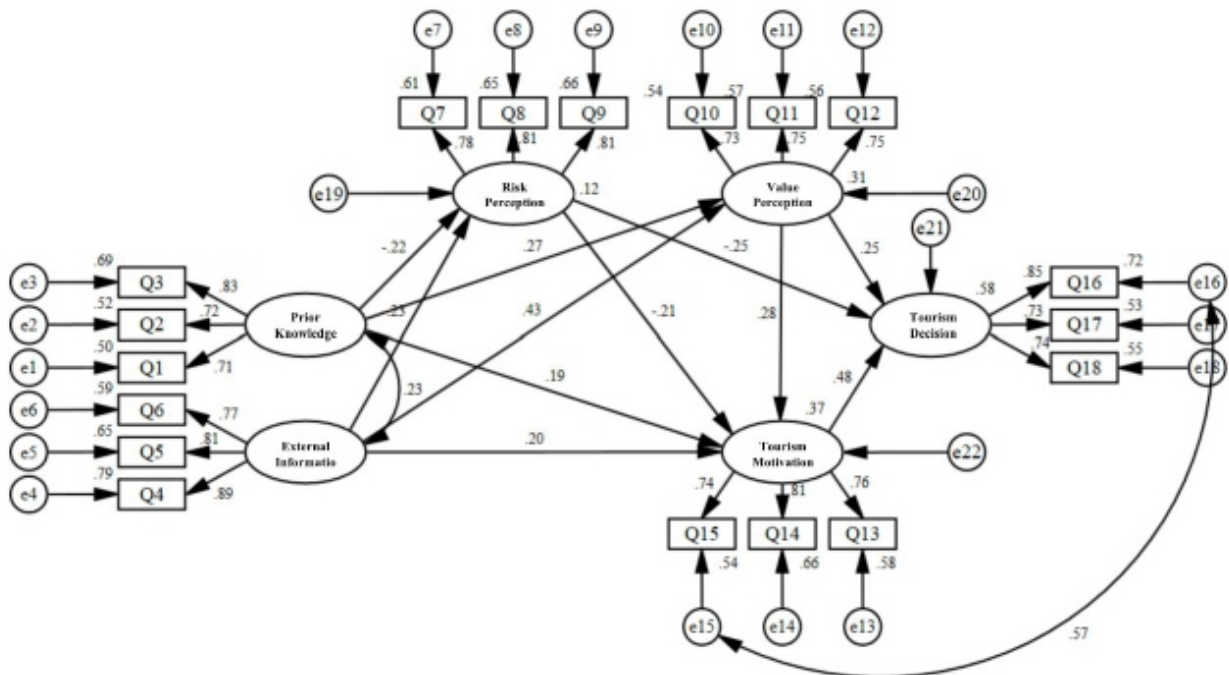 e7 e8 e9 e10 e11 e12
.61 .65 .66 .54 .57 .56
Q7 Q8 Q9 Q10 Q11 Q12
.78 .81 .81 .73 .75 .75
e19
Risk
Perception
.12
Value
Perception
.31
e20
e21
-.22 .27 -.25 .25
e3 .69 Q3 .83
e2 .52 Q2 .72
e1 .50 Q1 .71
Prior
Knowledge
.23 .43 -.21 .28
Tourism
Decision
.58
.85 Q16 .72 e16
.73 Q17 .53
.74 Q18 .55 e18
e6 .59 Q6 .77
e5 .65 Q5 .81
e4 .79 Q4 .89
.23 .19 .48
External
Informatio
.20
.37
Tourism
Motivation
e22
.74 .81 .76
Q15 Q14 Q13
.54 .66 .58
e15 e14 e13
.57